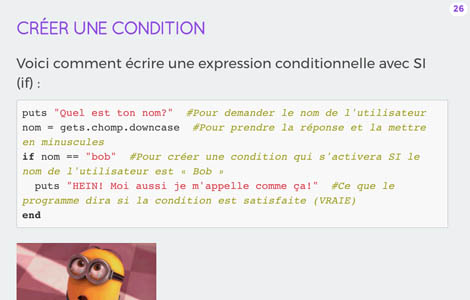 26
CRÉER UNE CONDITION
Voici comment écrire une expression conditionnelle avec SI
(if) :
puts "Quel est ton nom?"  #Pour demander le nom de l'utilisateur
nom = gets.chomp.downcase  #Pour prendre la réponse et la mettre
en minuscules
if nom == "bob"  #Pour créer une condition qui s'activera SI le
nom de l'utilisateur est « Bob »
  puts "HEIN! Moi aussi je m'appelle comme ça!"  #Ce que le
programme dira si la condition est satisfaite (VRAIE)
end